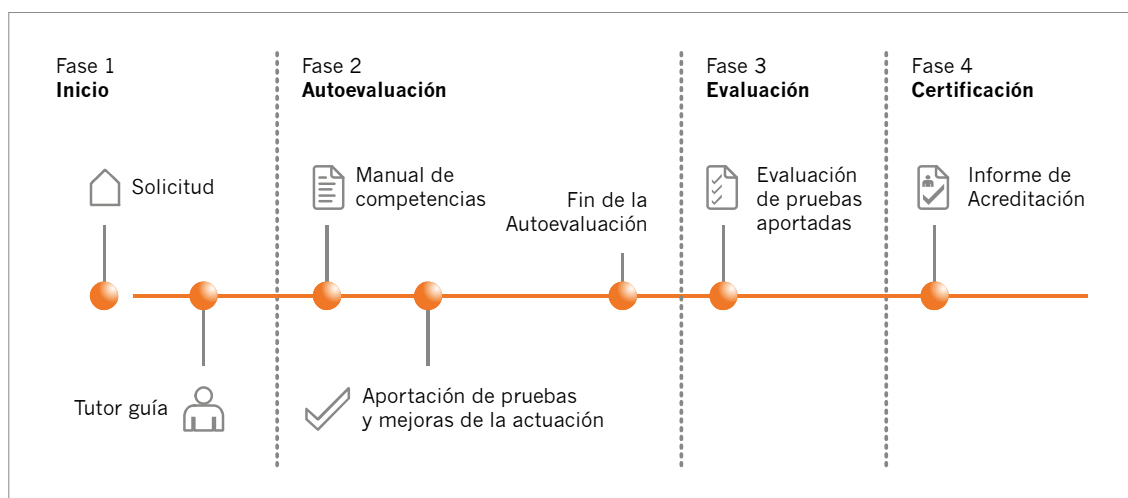 Fase 1
Inicio
Fase 2
Autoevaluación
Fase 3
Evaluación
Fase 4
Certificación
Solicitud
Manual de
competencias
Fin de la
Autoevaluación
Evaluación
de pruebas
aportadas
Informe de
Acreditación
Tutor guía
Aportación de pruebas
y mejoras de la actuación